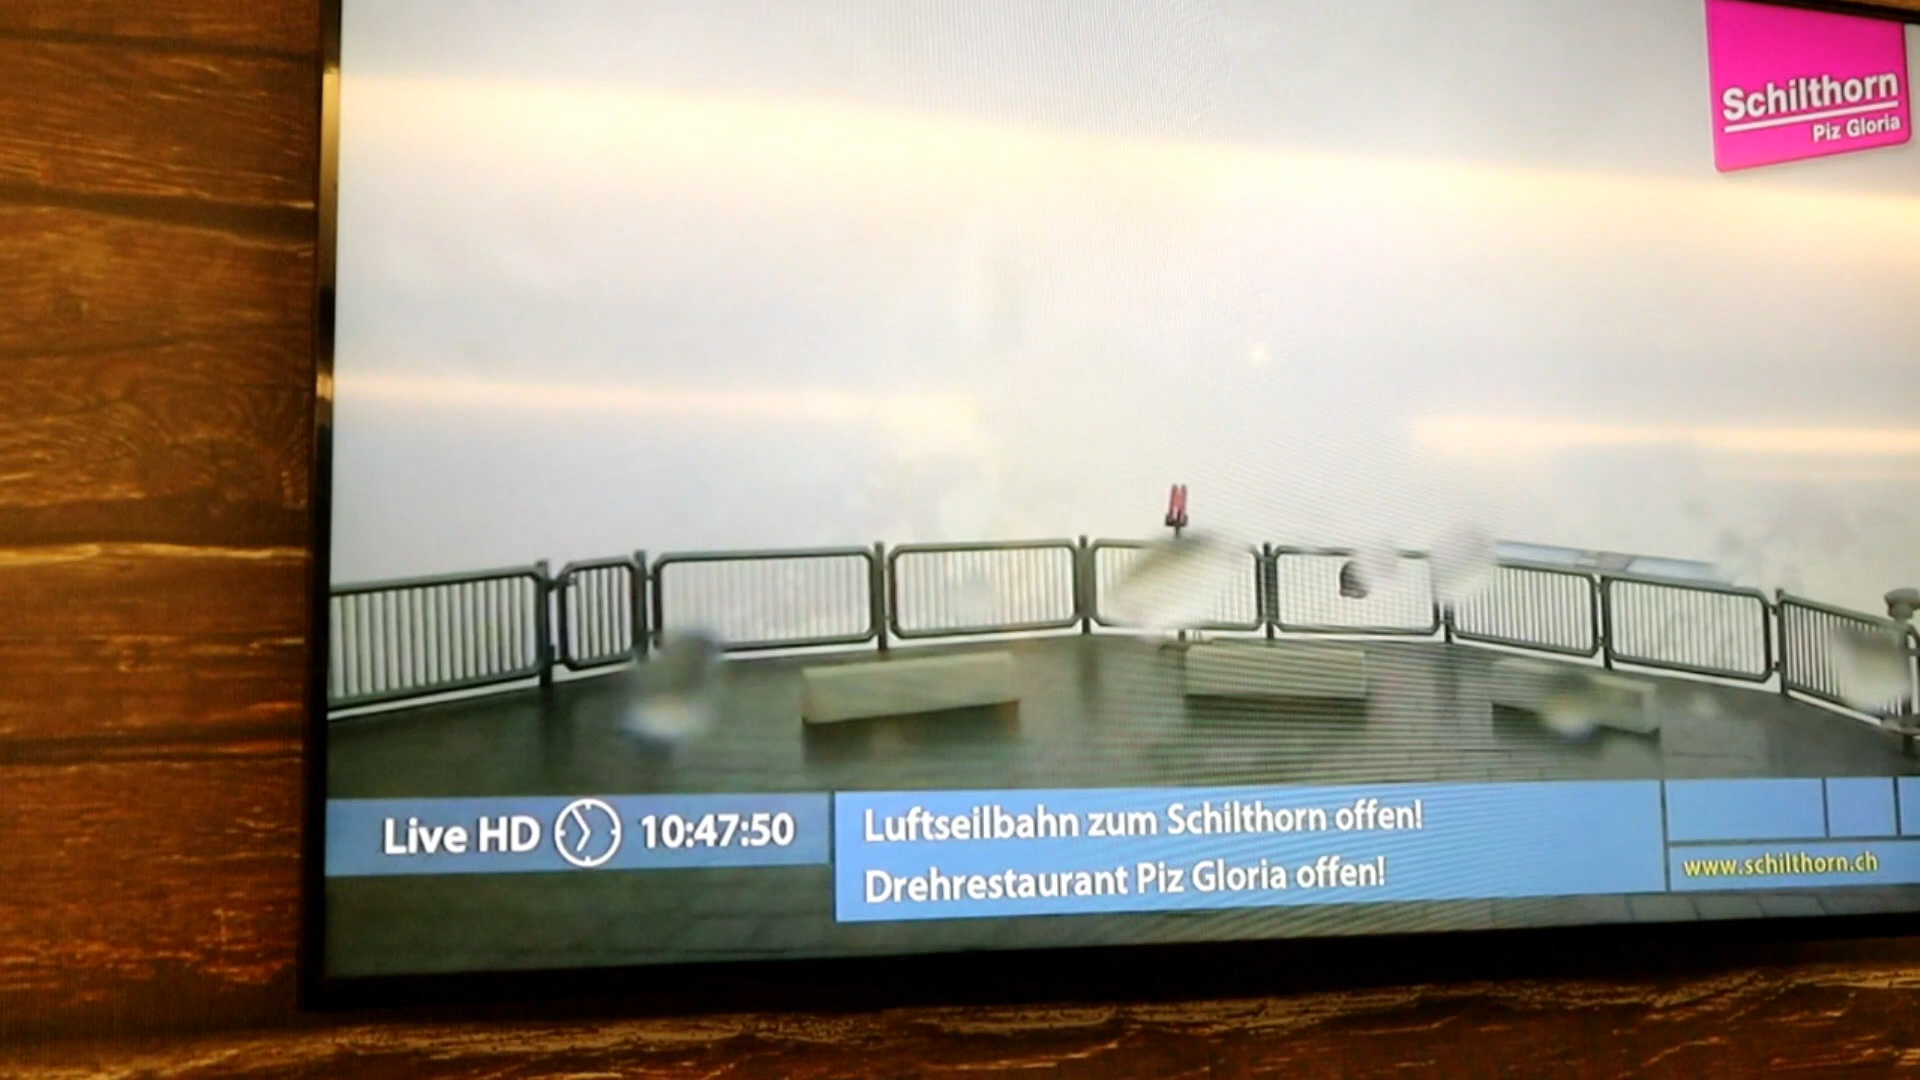 Schilthorn
Piz Gloria
Live HD 10:47:50
Luftseilbahn zum Schilthorn offen!
Drehrestaurant Piz Gloria offen!
www.schilthorn.ch